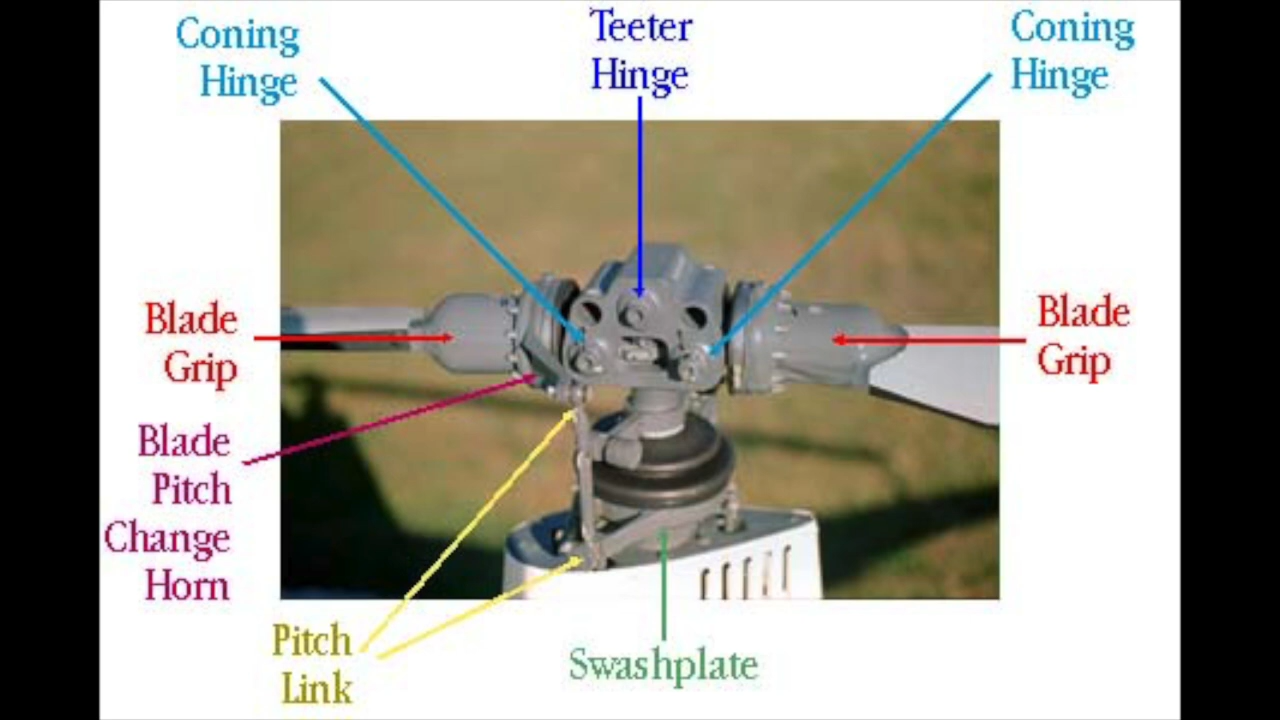 Coning
Hinge
Teeter
Hinge
Coning
Hinge
Blade
Grip
Blade
Grip
Blade
Pitch
Change
Horn
Pitch
Link
Swashplate